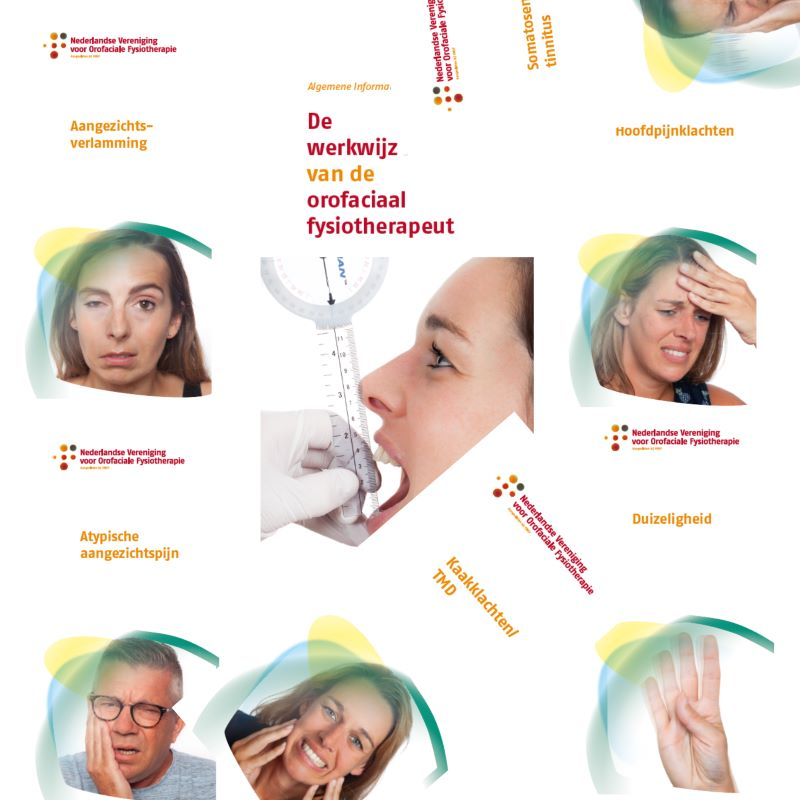 Nederlandse Vereniging
voor Orofaciale Fysiotherapie
Aangezichts-
verlamming
Algemene Informa
De
werkwijz
van de
orofaciaal
fysiotherapeut
Nederlandse Vereniging
voor Orofaciale Fysio
Somatosen
tinnitus
Hoofdpijnklachten
Nederlandse Vereniging
voor Orofaciale Fysiotherapie
Atypische
aangezichtspijn
Nederlandse Vereniging
voor Orofaciale Fysiotherapie
Kaakklachten/
TMD
Nederlandse Vereniging
voor Orofaciale Fysiotherapie
Duizeligheid